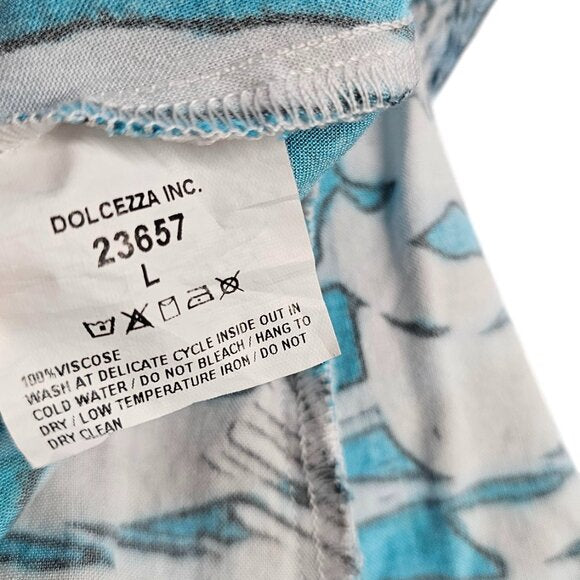 DOLCEZZA INC.
23657
L
100%VISCOSE
WASH AT DELICATE CYCLE INSIDE OUT IN
COLD WATER / DO NOT BLEACH / HANG TO
DRY / LOW TEMPERATURE IRON / DO NOT
DRY CLEAN